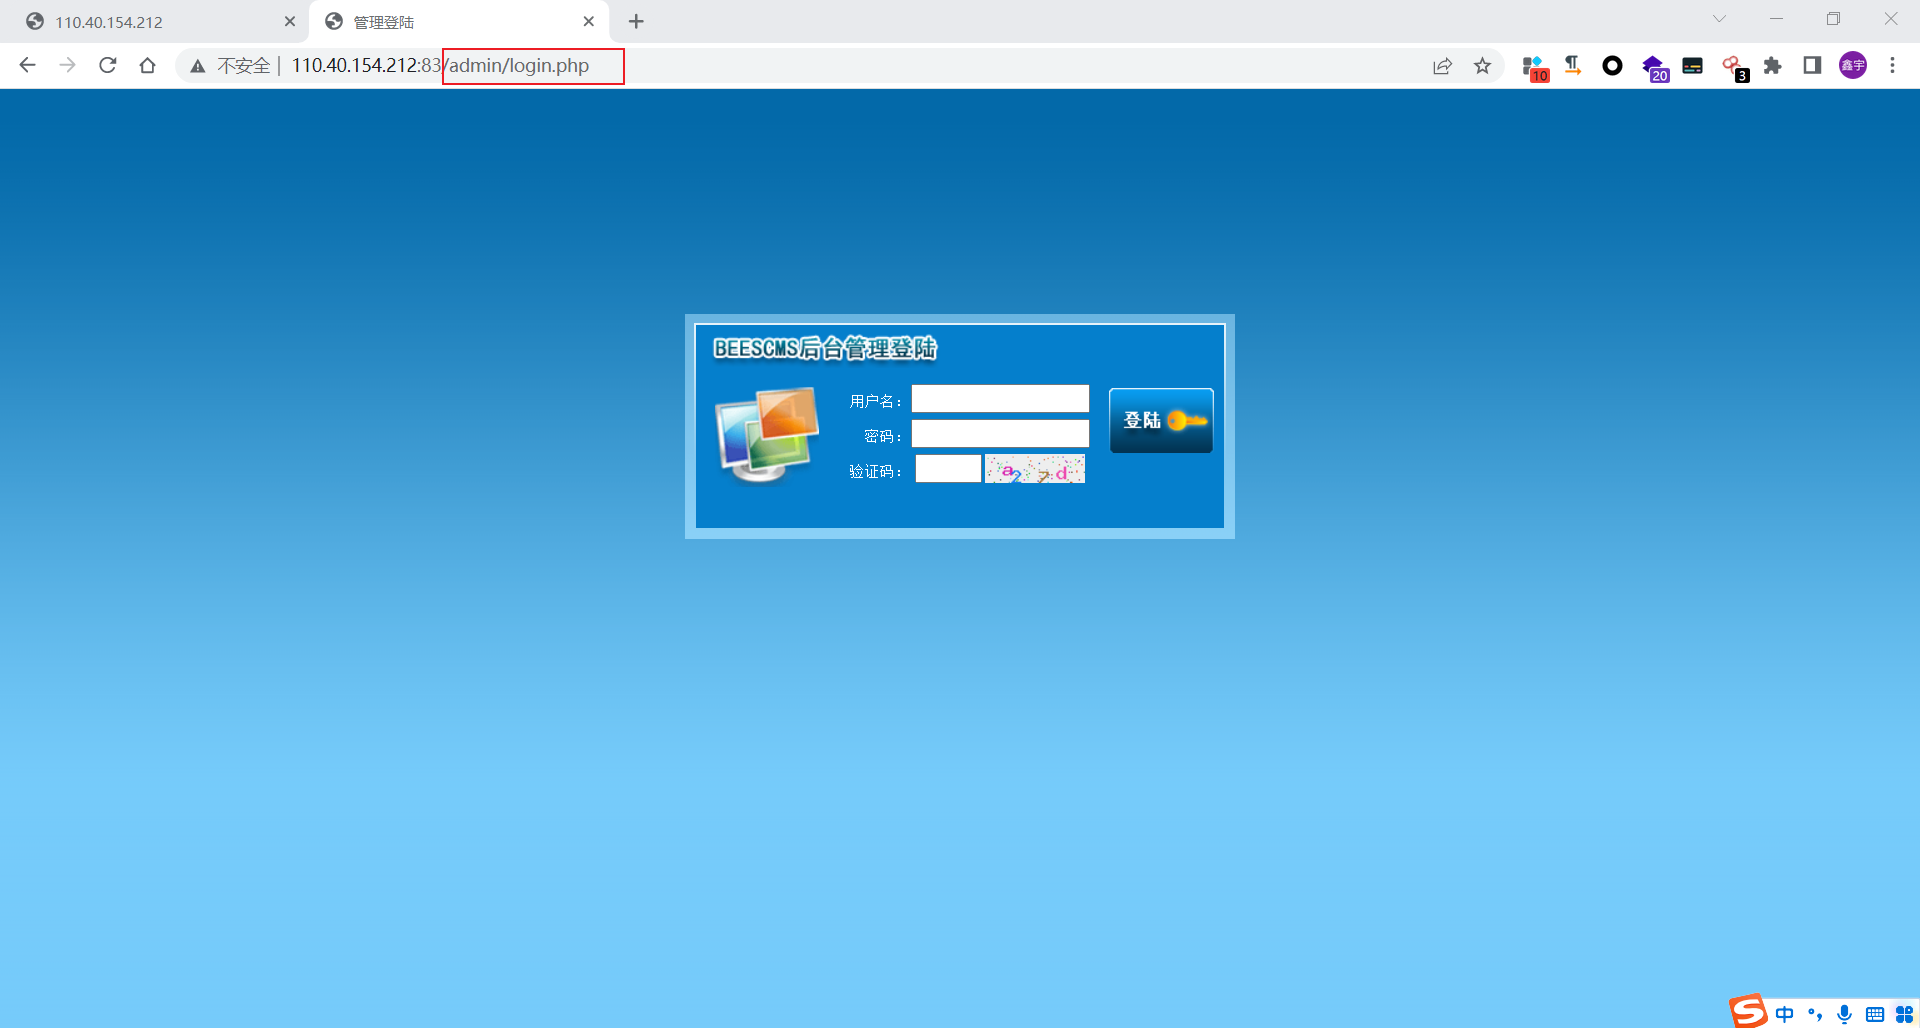 110.40.154.212
管理登陆
不安全 110.40.154.212:83/admin/login.php
10
20
3
鑫宇
BEESCMS后台管理登陆
用户名：
密码：
登陆
验证码：
a27d
S 中